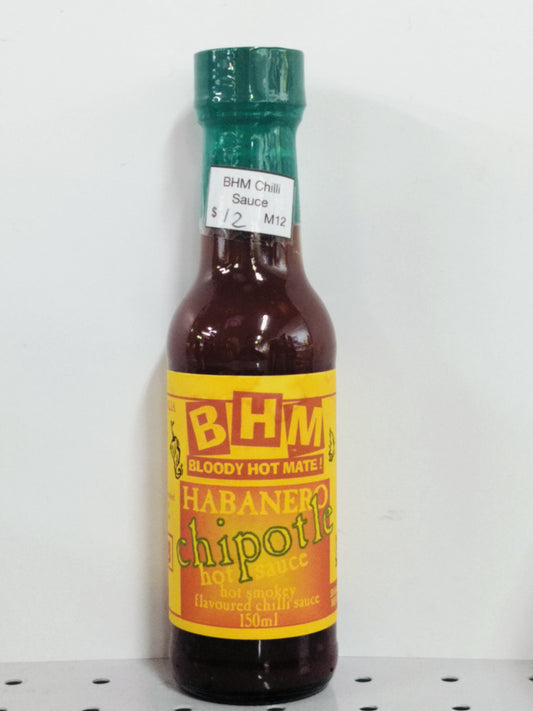 BHM Chilli
Sauce
$ 12 M12
BHM
BLOODY HOT MATE!
HABANERO
chipotle
hot sauce
hot smokey
flavoured chilli sauce
150ml